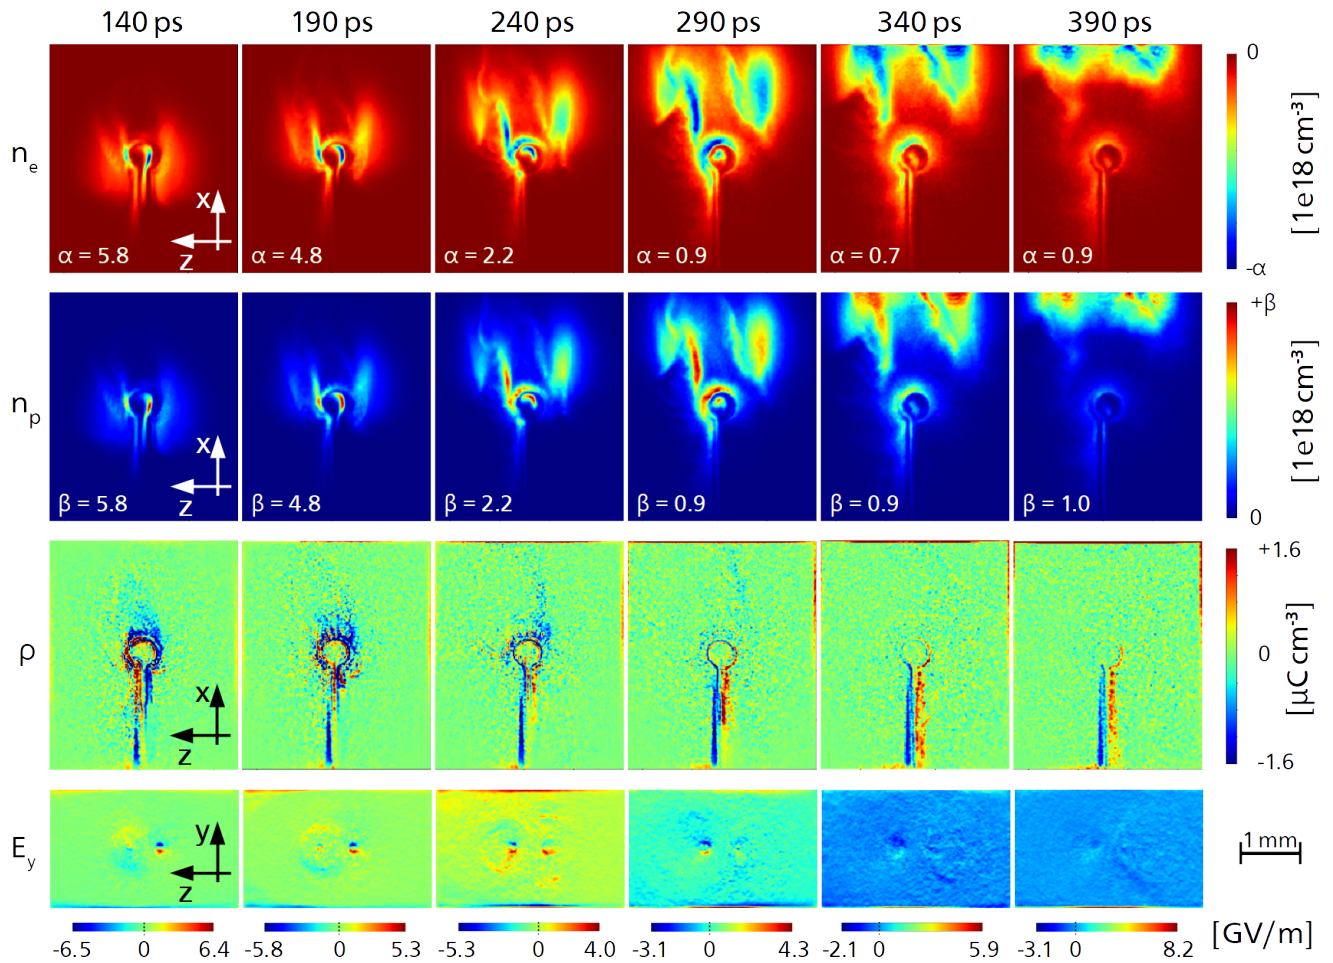 140 ps 190 ps 240 ps 290 ps 340 ps 390 ps
nₑ
x
z
α = 5.8 α = 4.8 α = 2.2 α = 0.9 α = 0.7 α = 0.9
0
-α
[1e18 cm⁻³]
nₚ
x
z
β = 5.8 β = 4.8 β = 2.2 β = 0.9 β = 0.9 β = 1.0
+β
0
[1e18 cm⁻³]
ρ
x
z
+1.6
0
-1.6
[µC cm⁻³]
Eᵧ
y
z
1 mm
-6.5 0 6.4 -5.8 0 5.3 -5.3 0 4.0 -3.1 0 4.3 -2.1 0 5.9 -3.1 0 8.2
[GV/m]